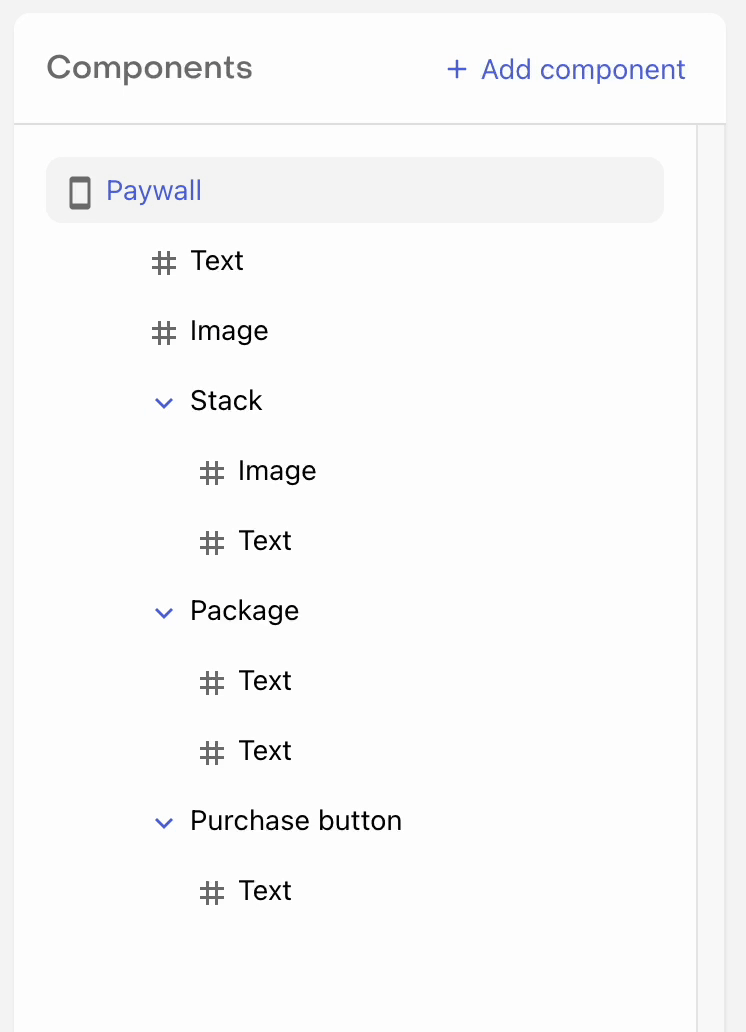 Components + Add component
Paywall
Text
Image
Stack
Image
Text
Package
Text
Text
Purchase button
Text